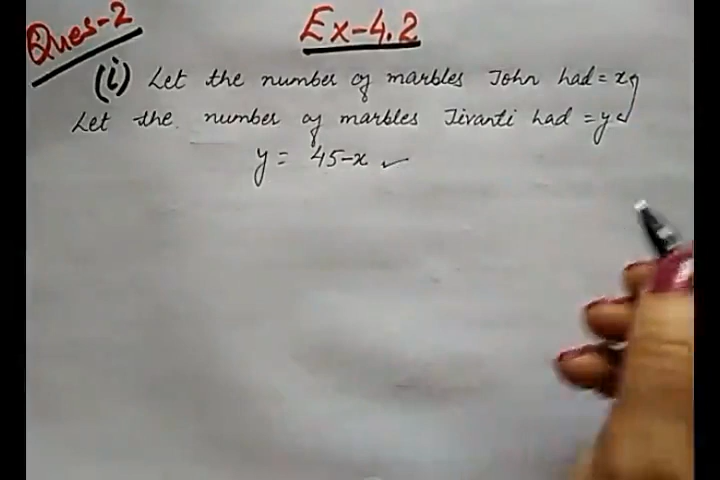 Ques-2
Ex-4.2
(i) Let the number of marbles John had = x
Let the number of marbles Jivanti had = y
y = 45-x